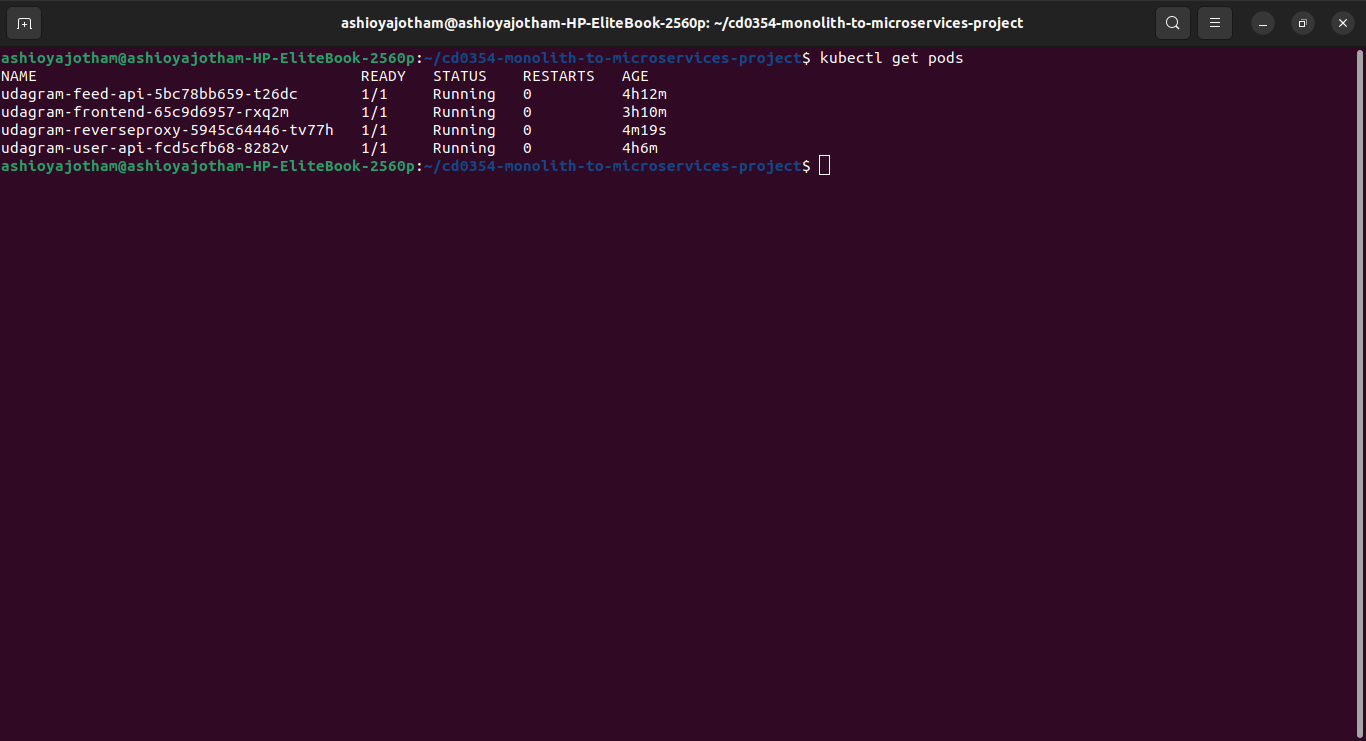 ashioyajotham@ashioyajotham-HP-EliteBook-2560p: ~/cd0354-monolith-to-microservices-project
ashioyajotham@ashioyajotham-HP-EliteBook-2560p:~/cd0354-monolith-to-microservices-project$ kubectl get pods
NAME READY STATUS RESTARTS AGE
udagram-feed-api-5bc78bb659-t26dc 1/1 Running 0 4h12m
udagram-frontend-65c9d6957-rxq2m 1/1 Running 0 3h10m
udagram-reverseproxy-5945c64446-tv77h 1/1 Running 0 4m19s
udagram-user-api-fcd5cfb68-8282v 1/1 Running 0 4h6m
ashioyajotham@ashioyajotham-HP-EliteBook-2560p:~/cd0354-monolith-to-microservices-project$